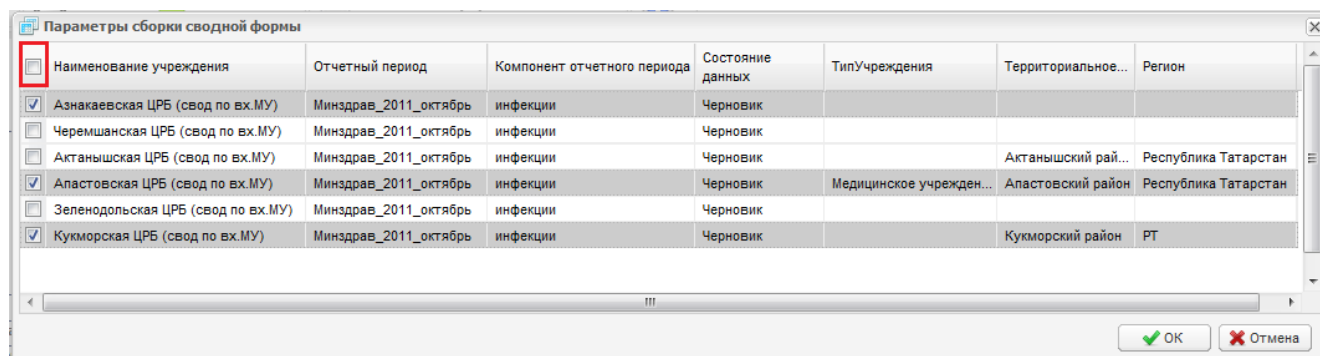 Параметры сборки сводной формы
Наименование учреждения Отчетный период Компонент отчетного периода Состояние данных ТипУчреждения Территориальное... Регион
Азнакаевская ЦРБ (свод по вх.МУ) Минздрав_2011_октябрь инфекции Черновик
Черемшанская ЦРБ (свод по вх.МУ) Минздрав_2011_октябрь инфекции Черновик
Актанышская ЦРБ (свод по вх.МУ) Минздрав_2011_октябрь инфекции Черновик Актанышский рай... Республика Татарстан
Апастовская ЦРБ (свод по вх.МУ) Минздрав_2011_октябрь инфекции Черновик Медицинское учрежден... Апастовский район Республика Татарстан
Зеленодольская ЦРБ (свод по вх.МУ) Минздрав_2011_октябрь инфекции Черновик
Кукморская ЦРБ (свод по вх.МУ) Минздрав_2011_октябрь инфекции Черновик Кукморский район РТ
ОК Отмена